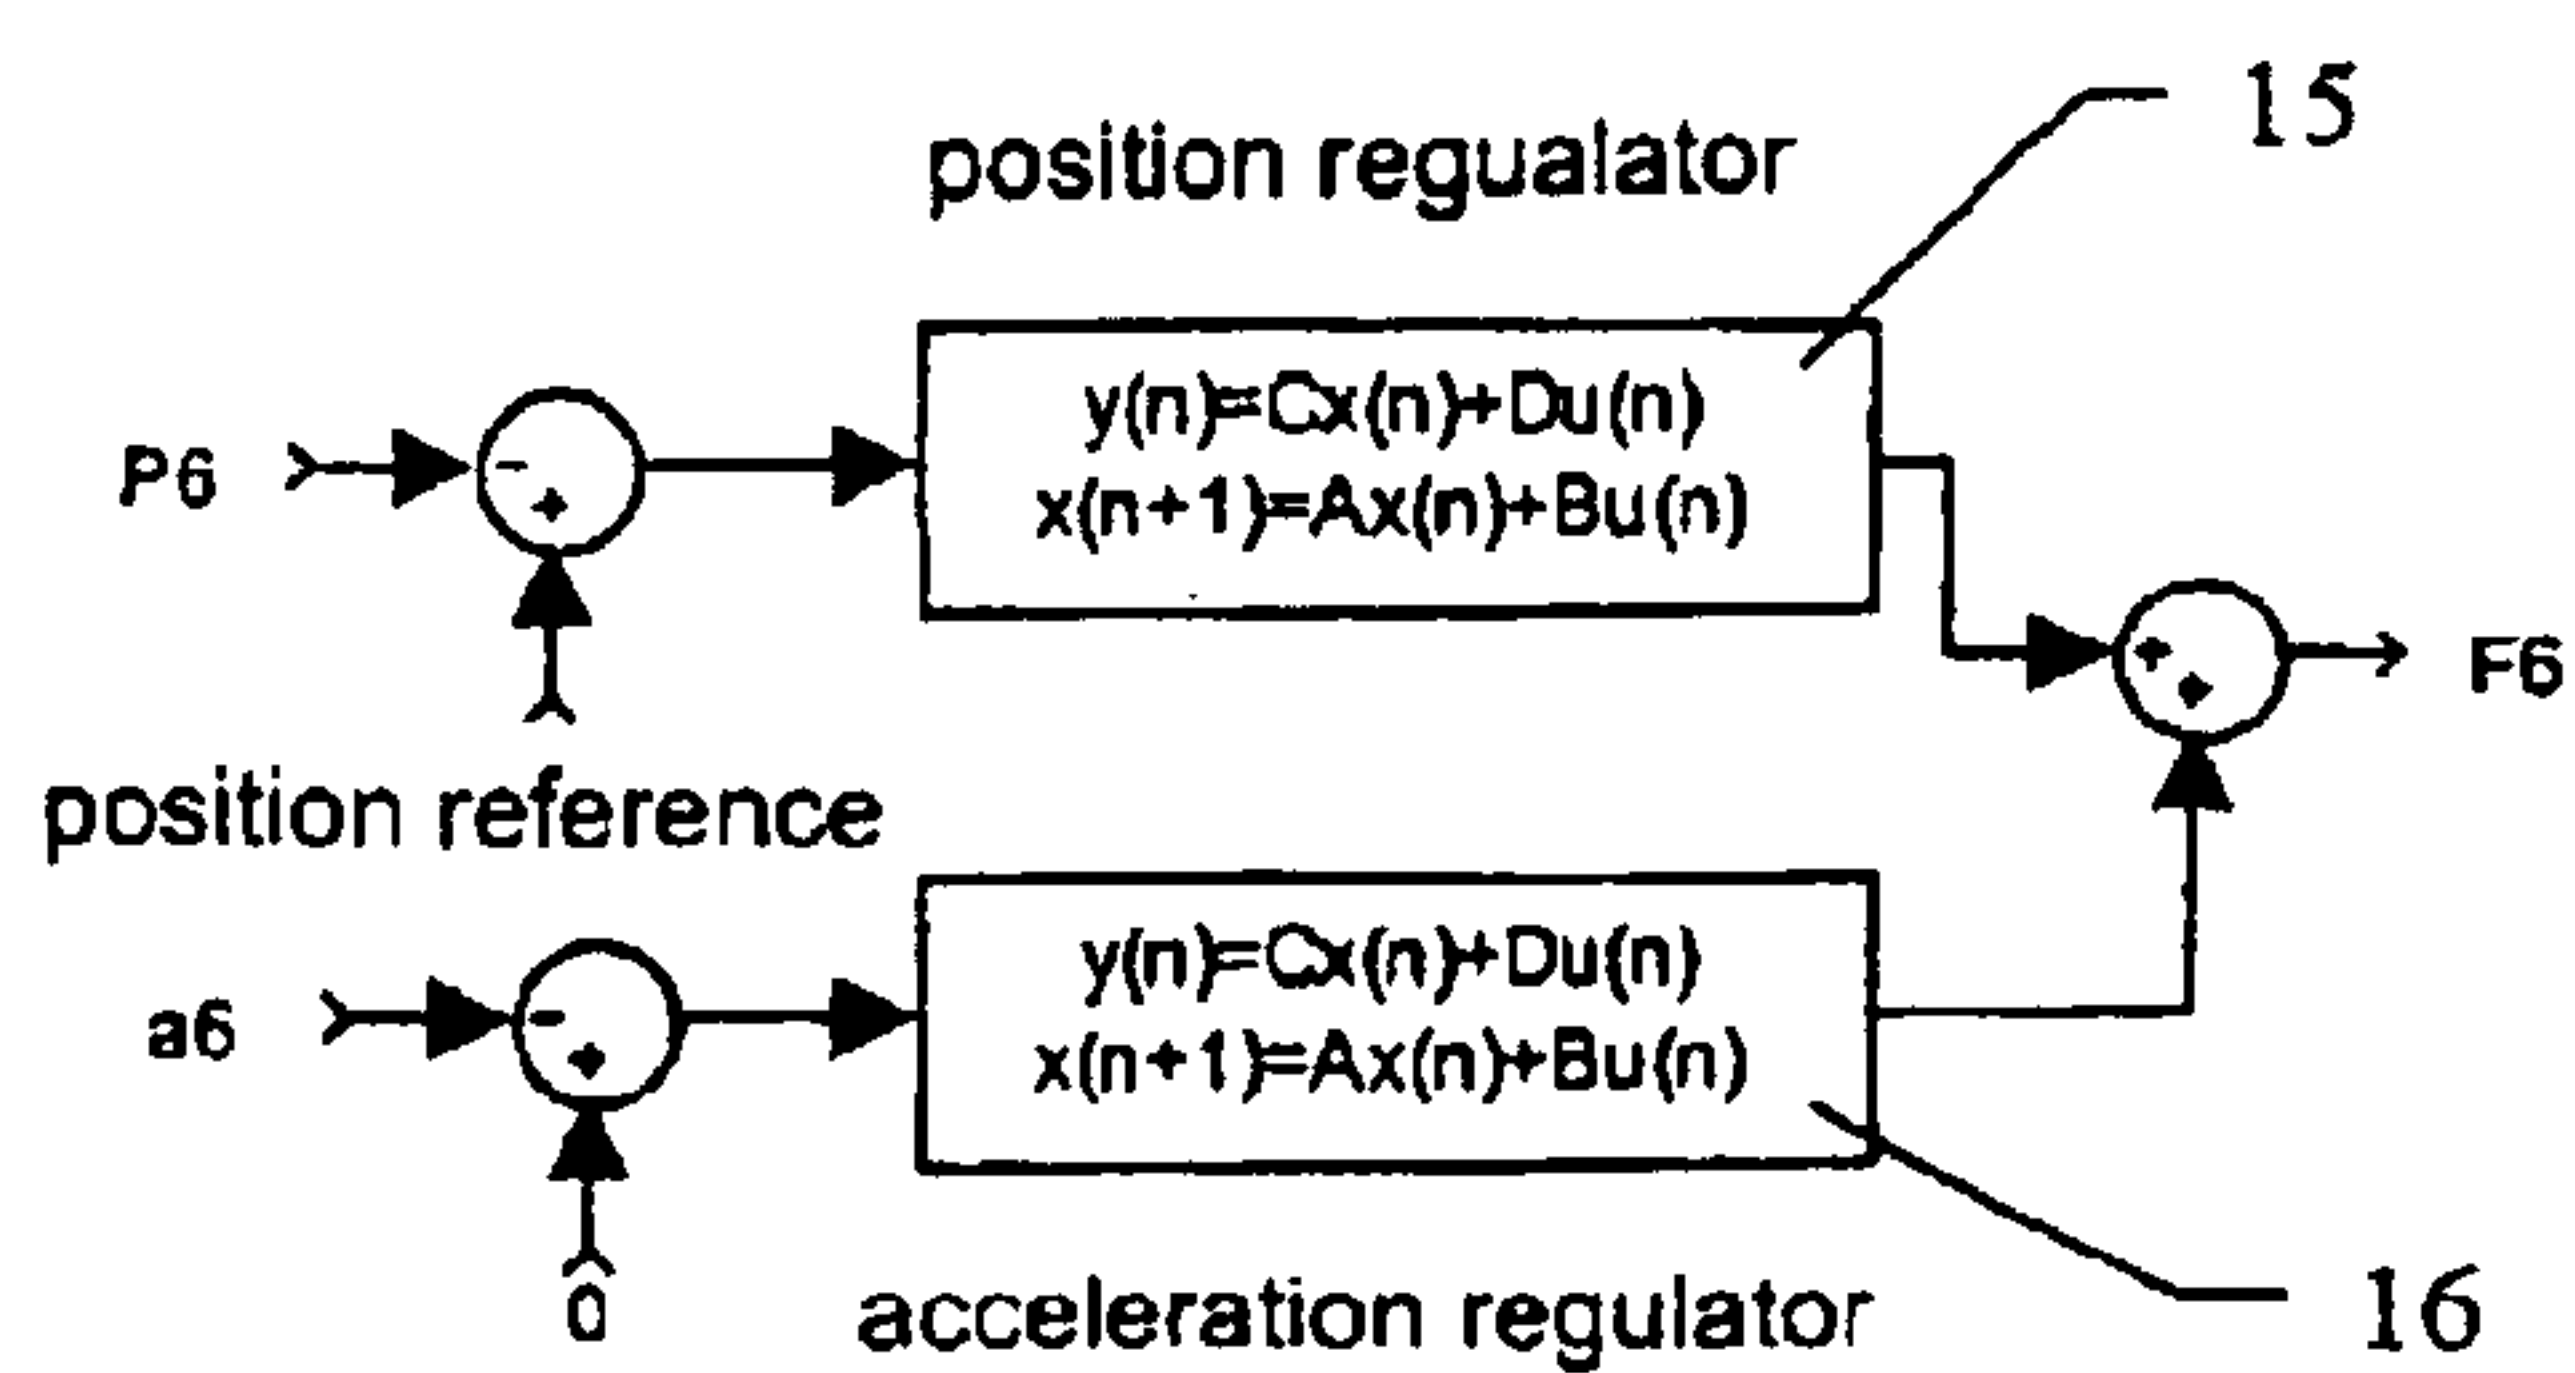 15
position regualator
y(n)=Cx(n)+Du(n)
x(n+1)=Ax(n)+Bu(n)
P6
-
+
+
+
F6
position reference
y(n)=Cx(n)+Du(n)
x(n+1)=Ax(n)+Bu(n)
a6
-
+
0
acceleration regulator
16